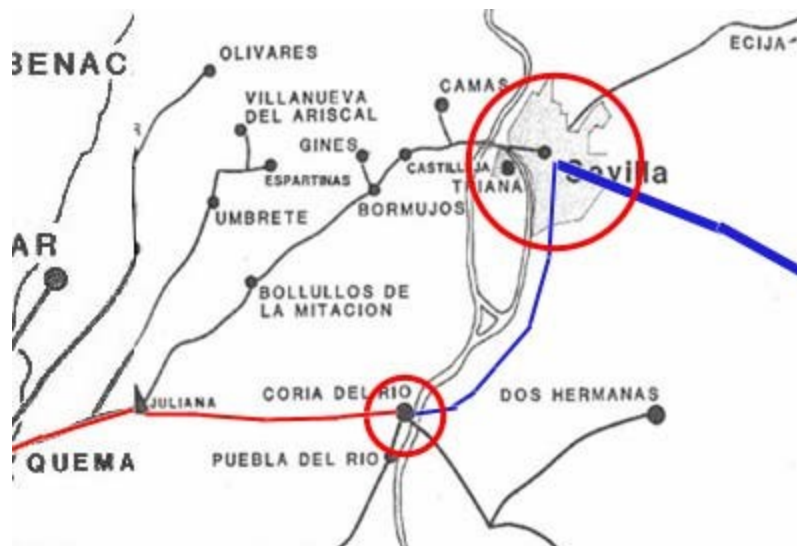 ECIJA
BENAC
OLIVARES
CAMAS
VILLANUEVA
DEL ARISCAL
R
GINES
CASTILLEJA
Sevilla
ESPARTINAS
TRIANA
UMBRETE
BORMUJOS
AR
BOLLULLOS DE
LA MITACION
JULIANA
CORIA DEL RIO
DOS HERMANAS
QUEMA
PUEBLA DEL RIO